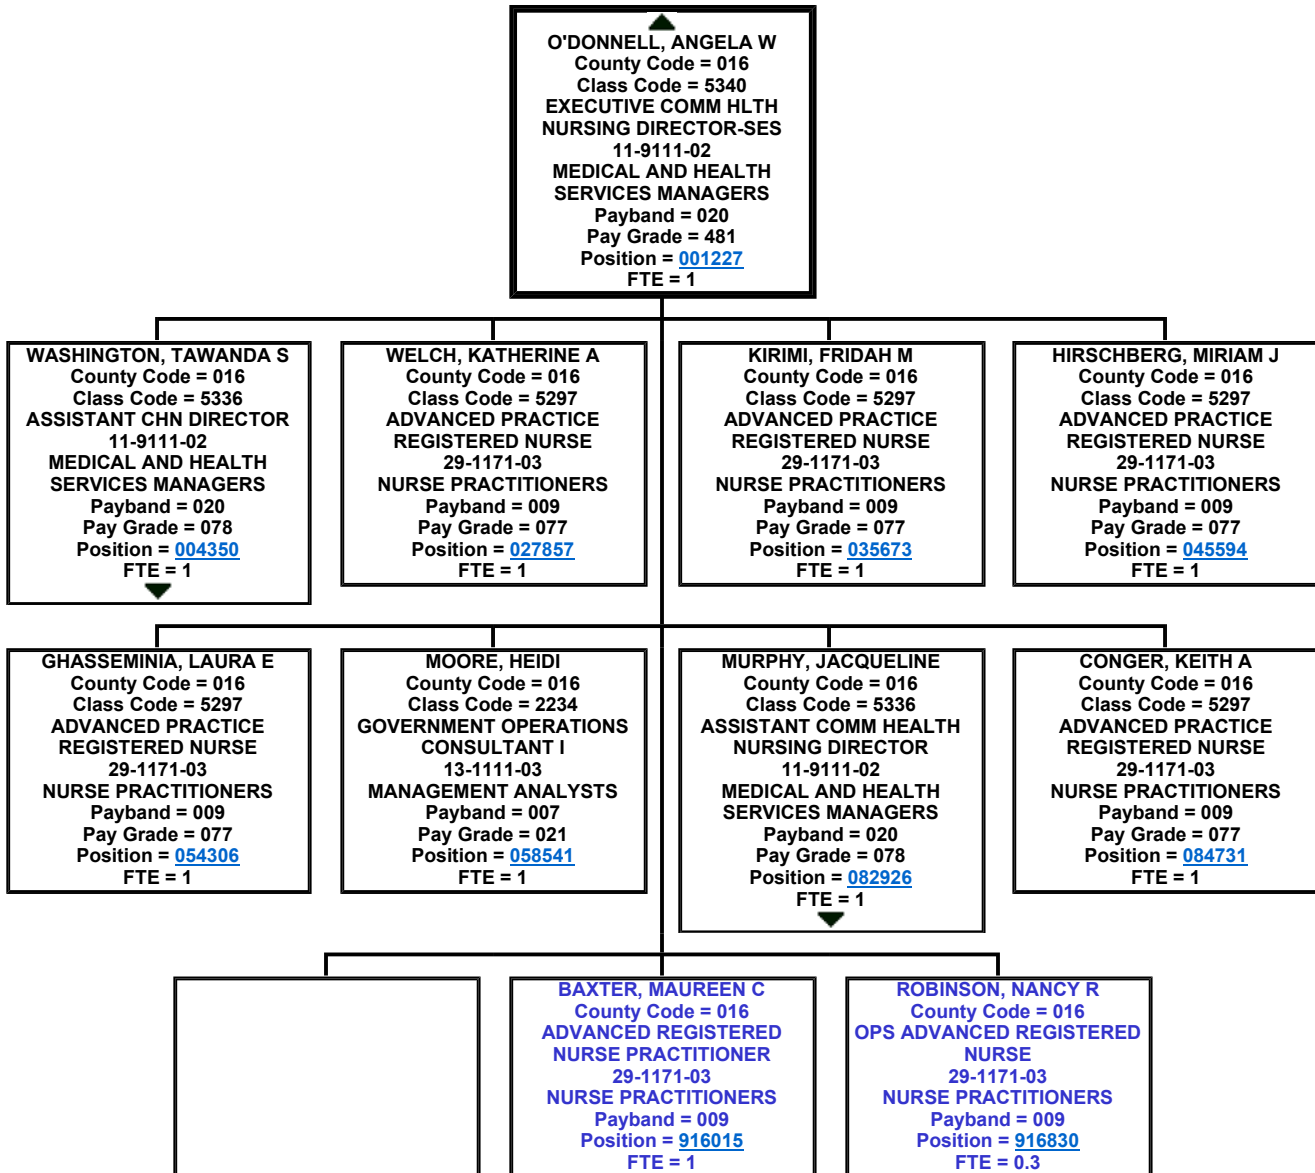 O'DONNELL, ANGELA W
County Code = 016
Class Code = 5340
EXECUTIVE COMM HLTH
NURSING DIRECTOR-SES
11-9111-02
MEDICAL AND HEALTH
SERVICES MANAGERS
Payband = 020
Pay Grade = 481
Position = 001227
FTE = 1
WASHINGTON, TAWANDA S
County Code = 016
Class Code = 5336
ASSISTANT CHN DIRECTOR
11-9111-02
MEDICAL AND HEALTH
SERVICES MANAGERS
Payband = 020
Pay Grade = 078
Position = 004350
FTE = 1
WELCH, KATHERINE A
County Code = 016
Class Code = 5297
ADVANCED PRACTICE
REGISTERED NURSE
29-1171-03
NURSE PRACTITIONERS
Payband = 009
Pay Grade = 077
Position = 027857
FTE = 1
KIRIMI, FRIDAH M
County Code = 016
Class Code = 5297
ADVANCED PRACTICE
REGISTERED NURSE
29-1171-03
NURSE PRACTITIONERS
Payband = 009
Pay Grade = 077
Position = 035673
FTE = 1
HIRSCHBERG, MIRIAM J
County Code = 016
Class Code = 5297
ADVANCED PRACTICE
REGISTERED NURSE
29-1171-03
NURSE PRACTITIONERS
Payband = 009
Pay Grade = 077
Position = 045594
FTE = 1
GHASSEMINIA, LAURA E
County Code = 016
Class Code = 5297
ADVANCED PRACTICE
REGISTERED NURSE
29-1171-03
NURSE PRACTITIONERS
Payband = 009
Pay Grade = 077
Position = 054306
FTE = 1
MOORE, HEIDI
County Code = 016
Class Code = 2234
GOVERNMENT OPERATIONS
CONSULTANT I
13-1111-03
MANAGEMENT ANALYSTS
Payband = 007
Pay Grade = 021
Position = 058541
FTE = 1
MURPHY, JACQUELINE
County Code = 016
Class Code = 5336
ASSISTANT COMM HEALTH
NURSING DIRECTOR
11-9111-02
MEDICAL AND HEALTH
SERVICES MANAGERS
Payband = 020
Pay Grade = 078
Position = 082926
FTE = 1
CONGER, KEITH A
County Code = 016
Class Code = 5297
ADVANCED PRACTICE
REGISTERED NURSE
29-1171-03
NURSE PRACTITIONERS
Payband = 009
Pay Grade = 077
Position = 084731
FTE = 1
BAXTER, MAUREEN C
County Code = 016
ADVANCED REGISTERED
NURSE PRACTITIONER
29-1171-03
NURSE PRACTITIONERS
Payband = 009
Position = 916015
FTE = 1
ROBINSON, NANCY R
County Code = 016
OPS ADVANCED REGISTERED
NURSE
29-1171-03
NURSE PRACTITIONERS
Payband = 009
Position = 916830
FTE = 0.3